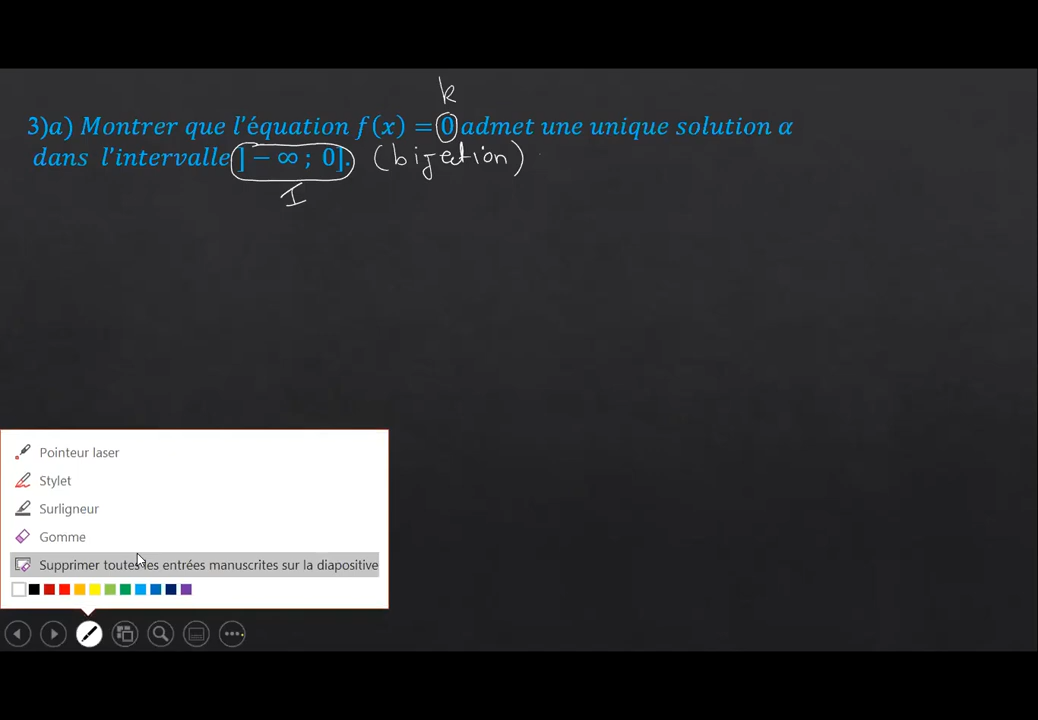 k
3)a) Montrer que l'équation f(x) = 0 admet une unique solution α
dans l'intervalle ]−∞ ; 0]. (bijection)
I
Pointeur laser
Stylet
Surligneur
Gomme
Supprimer toutes les entrées manuscrites sur la diapositive